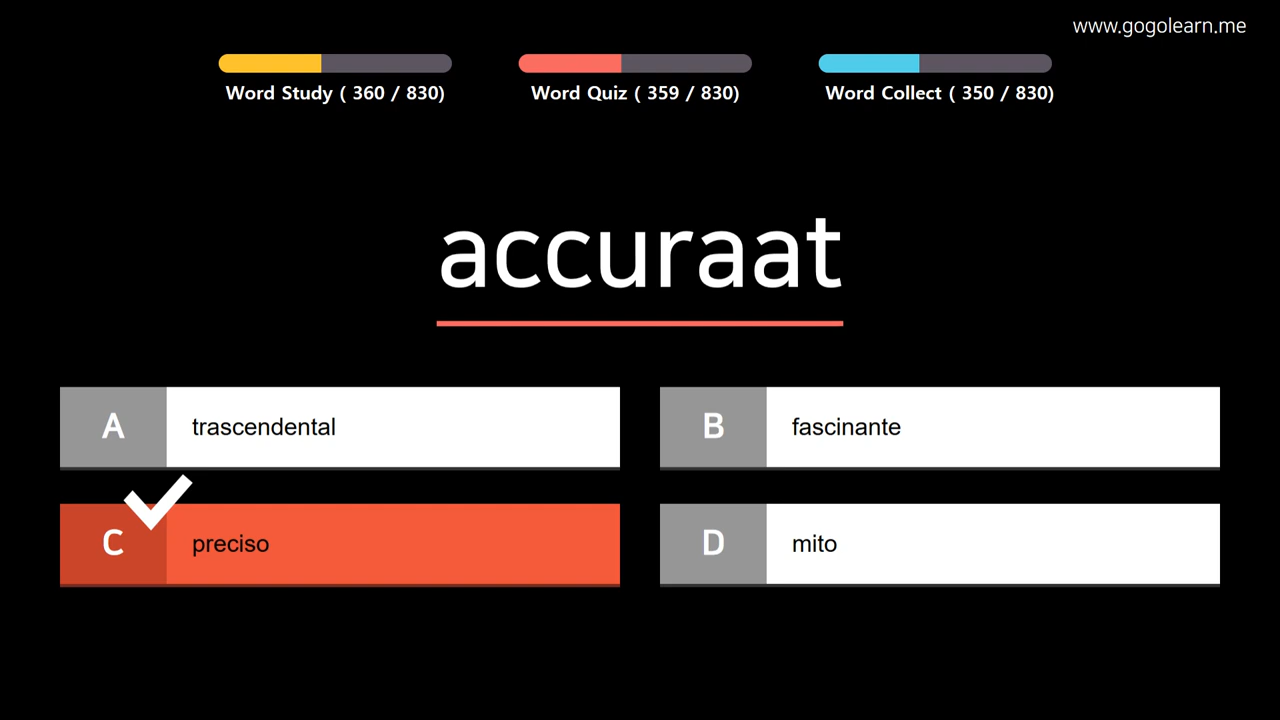 www.gogolearn.me
Word Study ( 360 / 830)
Word Quiz ( 359 / 830)
Word Collect ( 350 / 830)
accuraat
A trascendental
B fascinante
C preciso
D mito